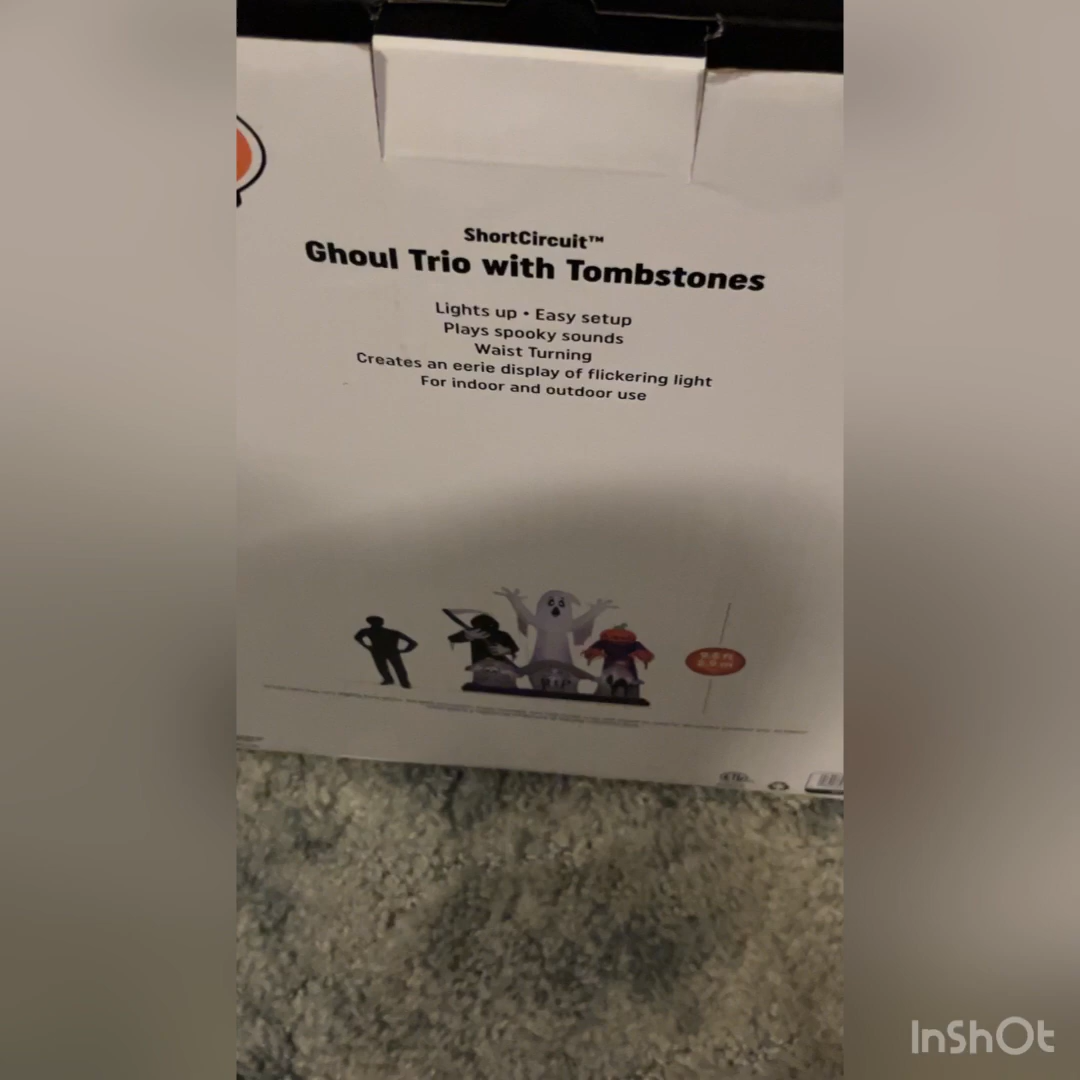 ShortCircuit™
Ghoul Trio with Tombstones
Lights up • Easy setup
Plays spooky sounds
Waist Turning
Creates an eerie display of flickering light
For indoor and outdoor use
RIP
InShOt